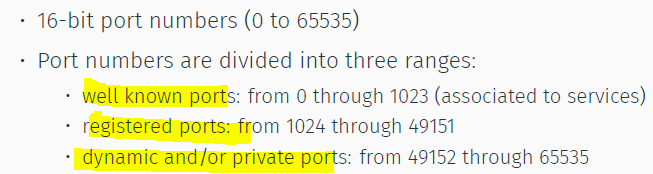 • 16-bit port numbers (0 to 65535)
• Port numbers are divided into three ranges:
• well known ports: from 0 through 1023 (associated to services)
• registered ports: from 1024 through 49151
• dynamic and/or private ports: from 49152 through 65535